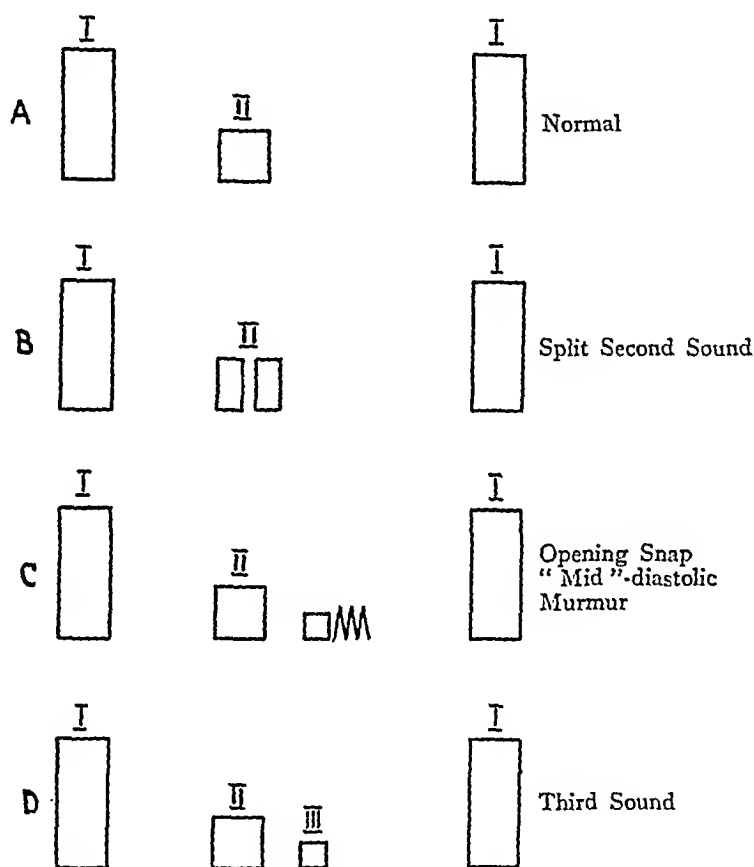 I I
A II Normal
I I
B II Split Second Sound
I I
C II Opening Snap
“ Mid ”-diastolic
Murmur
I I
D II III Third Sound